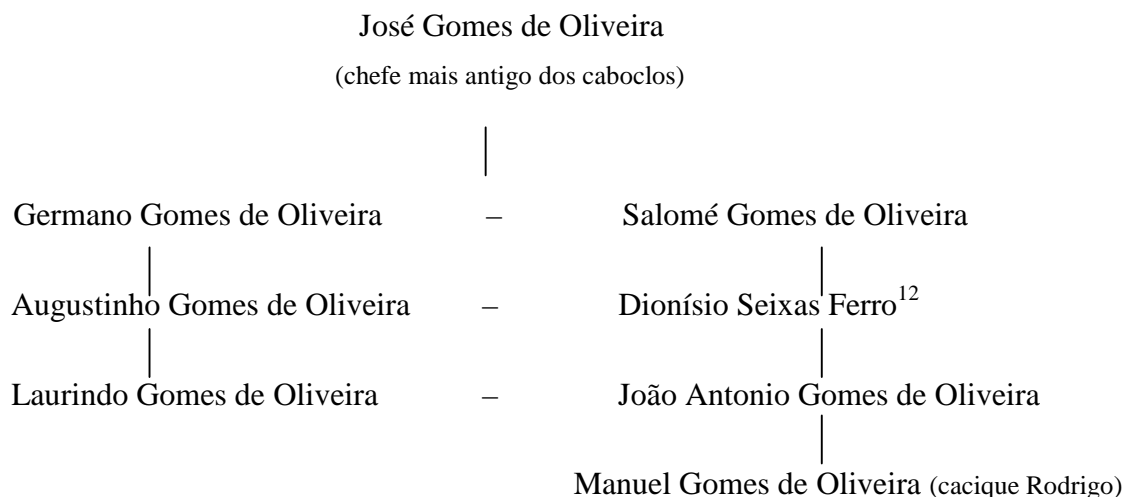 José Gomes de Oliveira
(chefe mais antigo dos caboclos)
Germano Gomes de Oliveira – Salomé Gomes de Oliveira
Augustinho Gomes de Oliveira – Dionísio Seixas Ferro12
Laurindo Gomes de Oliveira – João Antonio Gomes de Oliveira
Manuel Gomes de Oliveira (cacique Rodrigo)